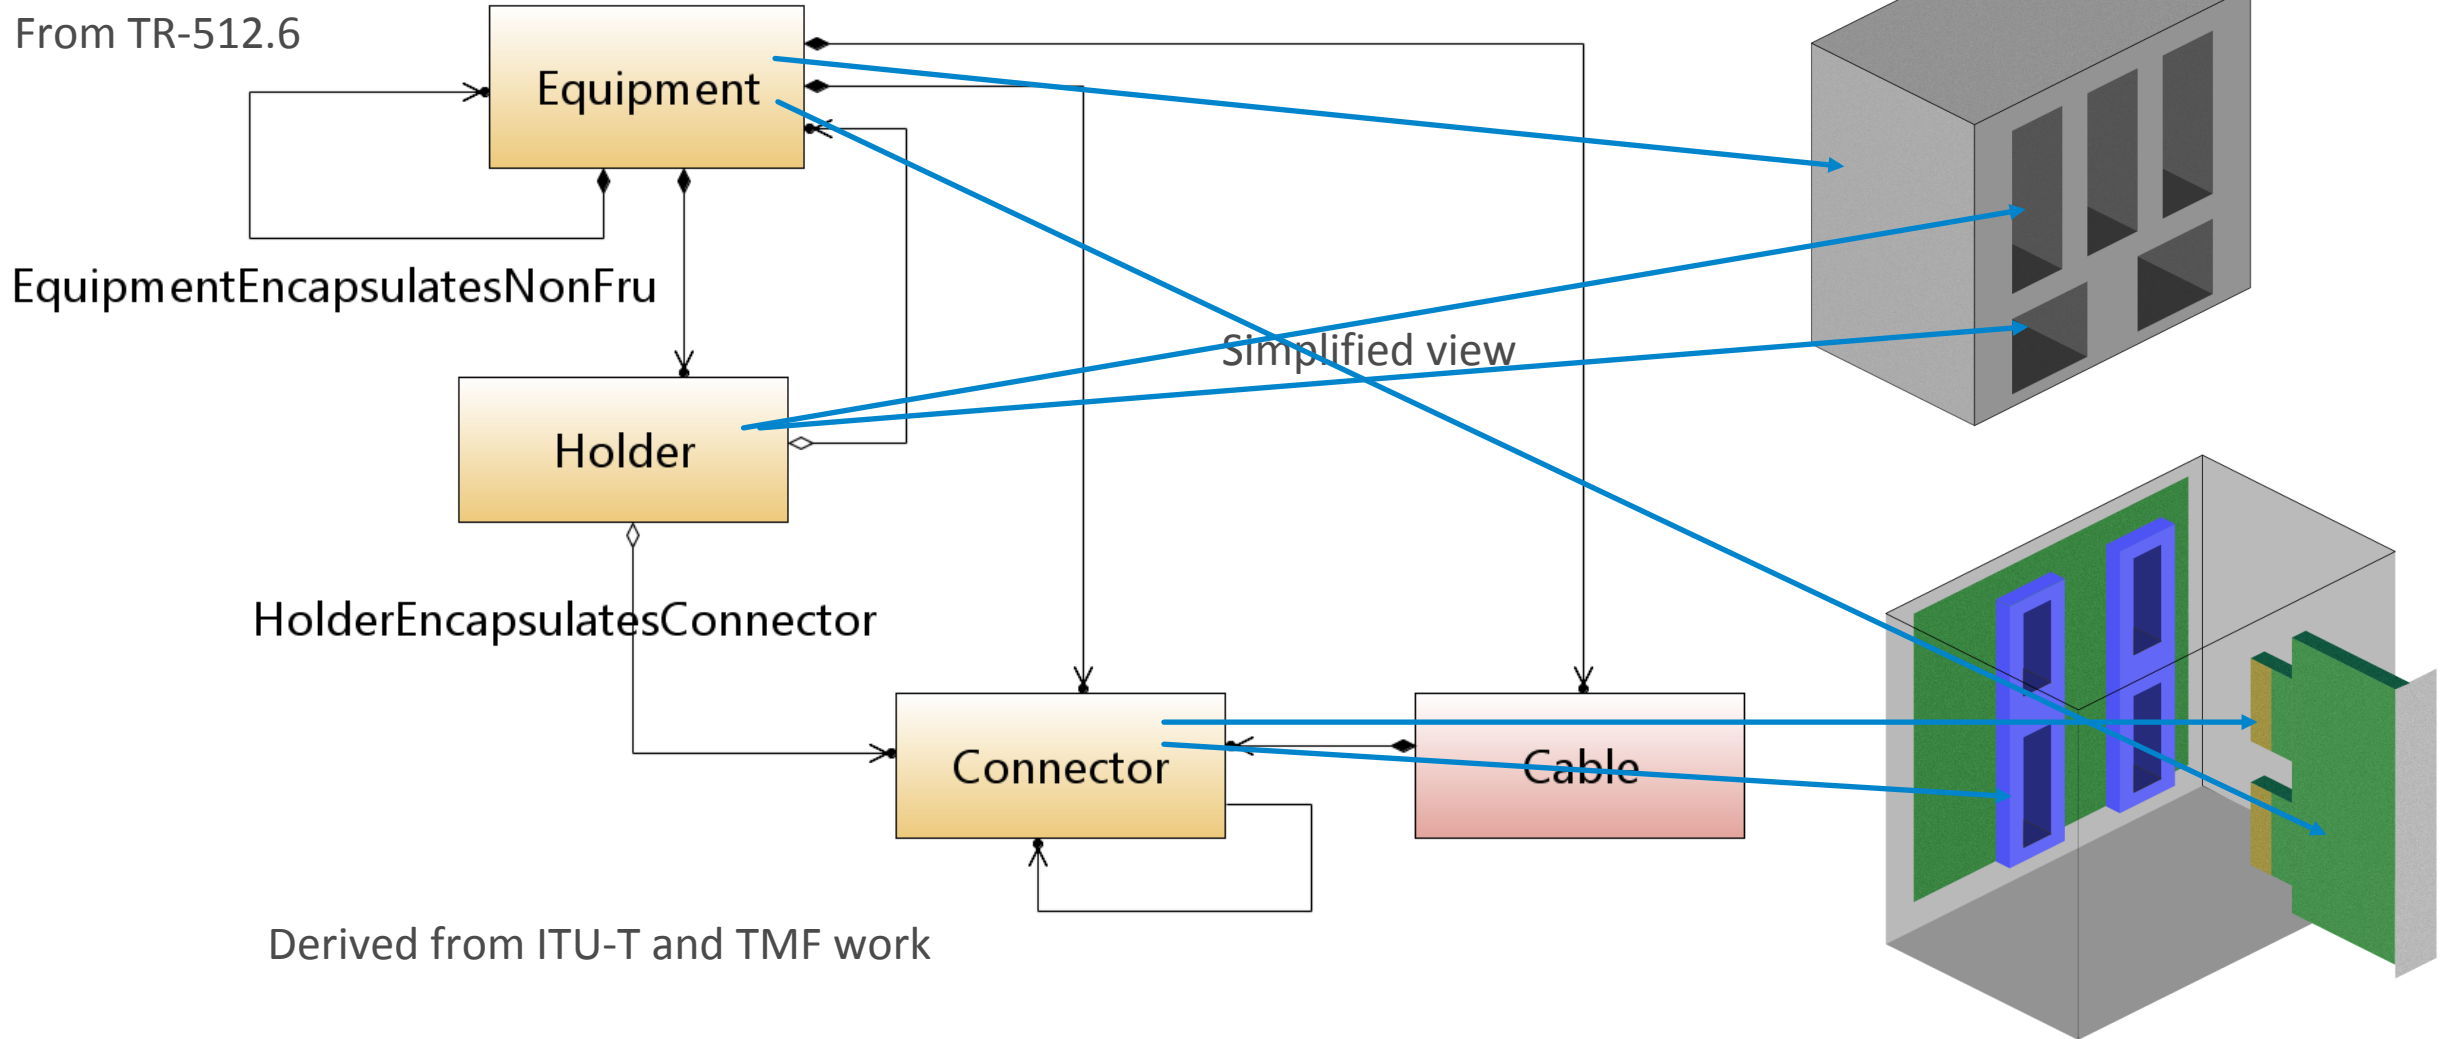 From TR-512.6
Equipment
EquipmentEncapsulatesNonFru
Simplified view
Holder
HolderEncapsulatesConnector
Connector
Cable
Derived from ITU-T and TMF work